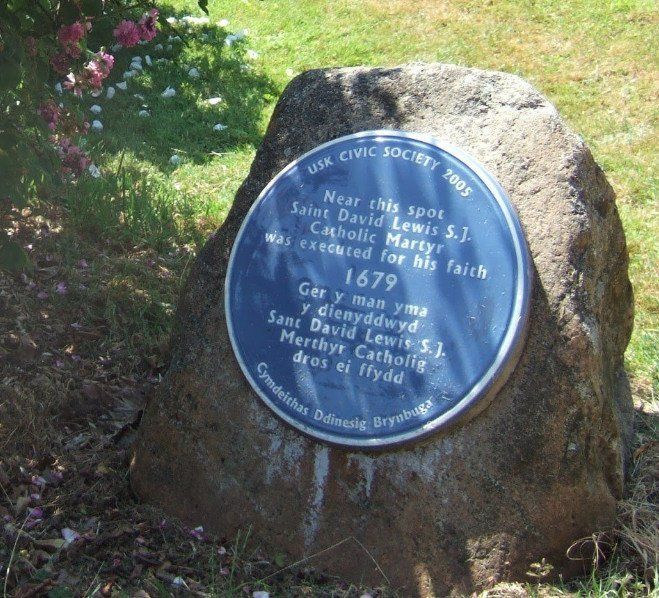 USK CIVIC SOCIETY 2005
Near this spot
Saint David Lewis S.J.
Catholic Martyr
was executed for his faith
1679
Ger y man yma
y dienyddwyd
Sant David Lewis S.J.
Merthyr Catholig
dros ei ffydd
Cymdeithas Ddinesig Brynbuga